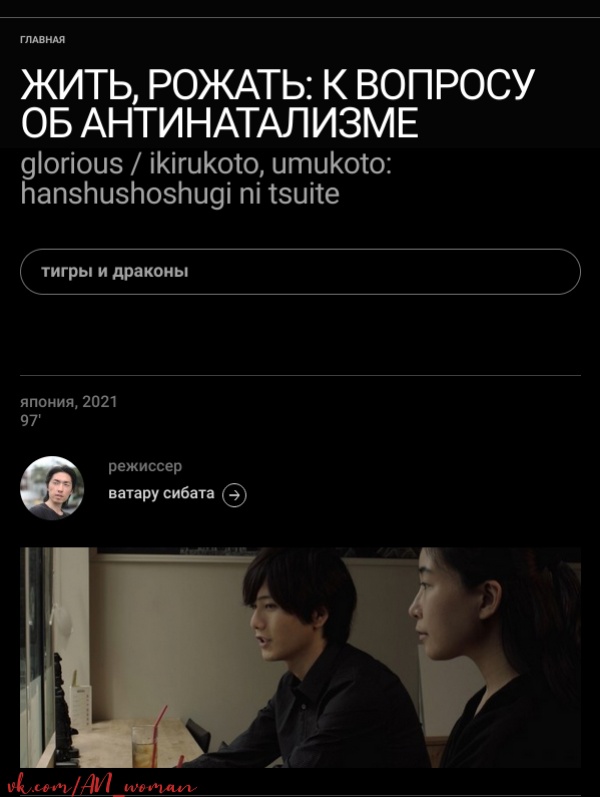 ГЛАВНАЯ
ЖИТЬ, РОЖАТЬ: К ВОПРОСУ
ОБ АНТИНАТАЛИЗМЕ
glorious / ikirukoto, umukoto:
hanshushoshugi ni tsuite
тигры и драконы
япония, 2021
97'
режиссер
ватару сибата
vk.com/AN_woman